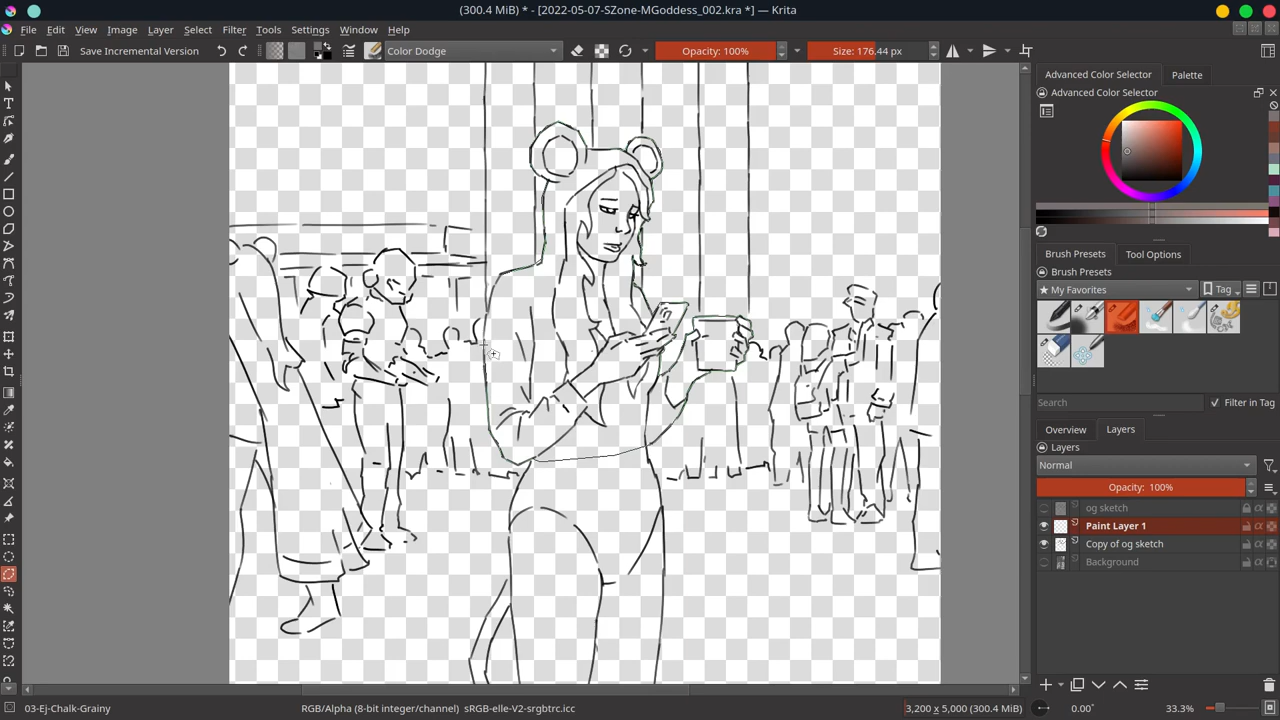 (300.4 MiB) * - [2022-05-07-SZone-MGoddess_002.kra *] — Krita
File Edit View Image Layer Select Filter Tools Settings Window Help
Save Incremental Version Color Dodge Opacity: 100% Size: 176.44 px
Advanced Color Selector Palette
Advanced Color Selector
Brush Presets Tool Options
Brush Presets
★ My Favorites Tag
Search Filter in Tag
Overview Layers
Layers
Normal
Opacity: 100%
og sketch
Paint Layer 1
Copy of og sketch
Background
03-Ej-Chalk-Grainy RGB/Alpha (8-bit integer/channel) sRGB-elle-V2-srgbtrc.icc 3,200 x 5,000 (300.4 MiB) 0.00° 33.3%